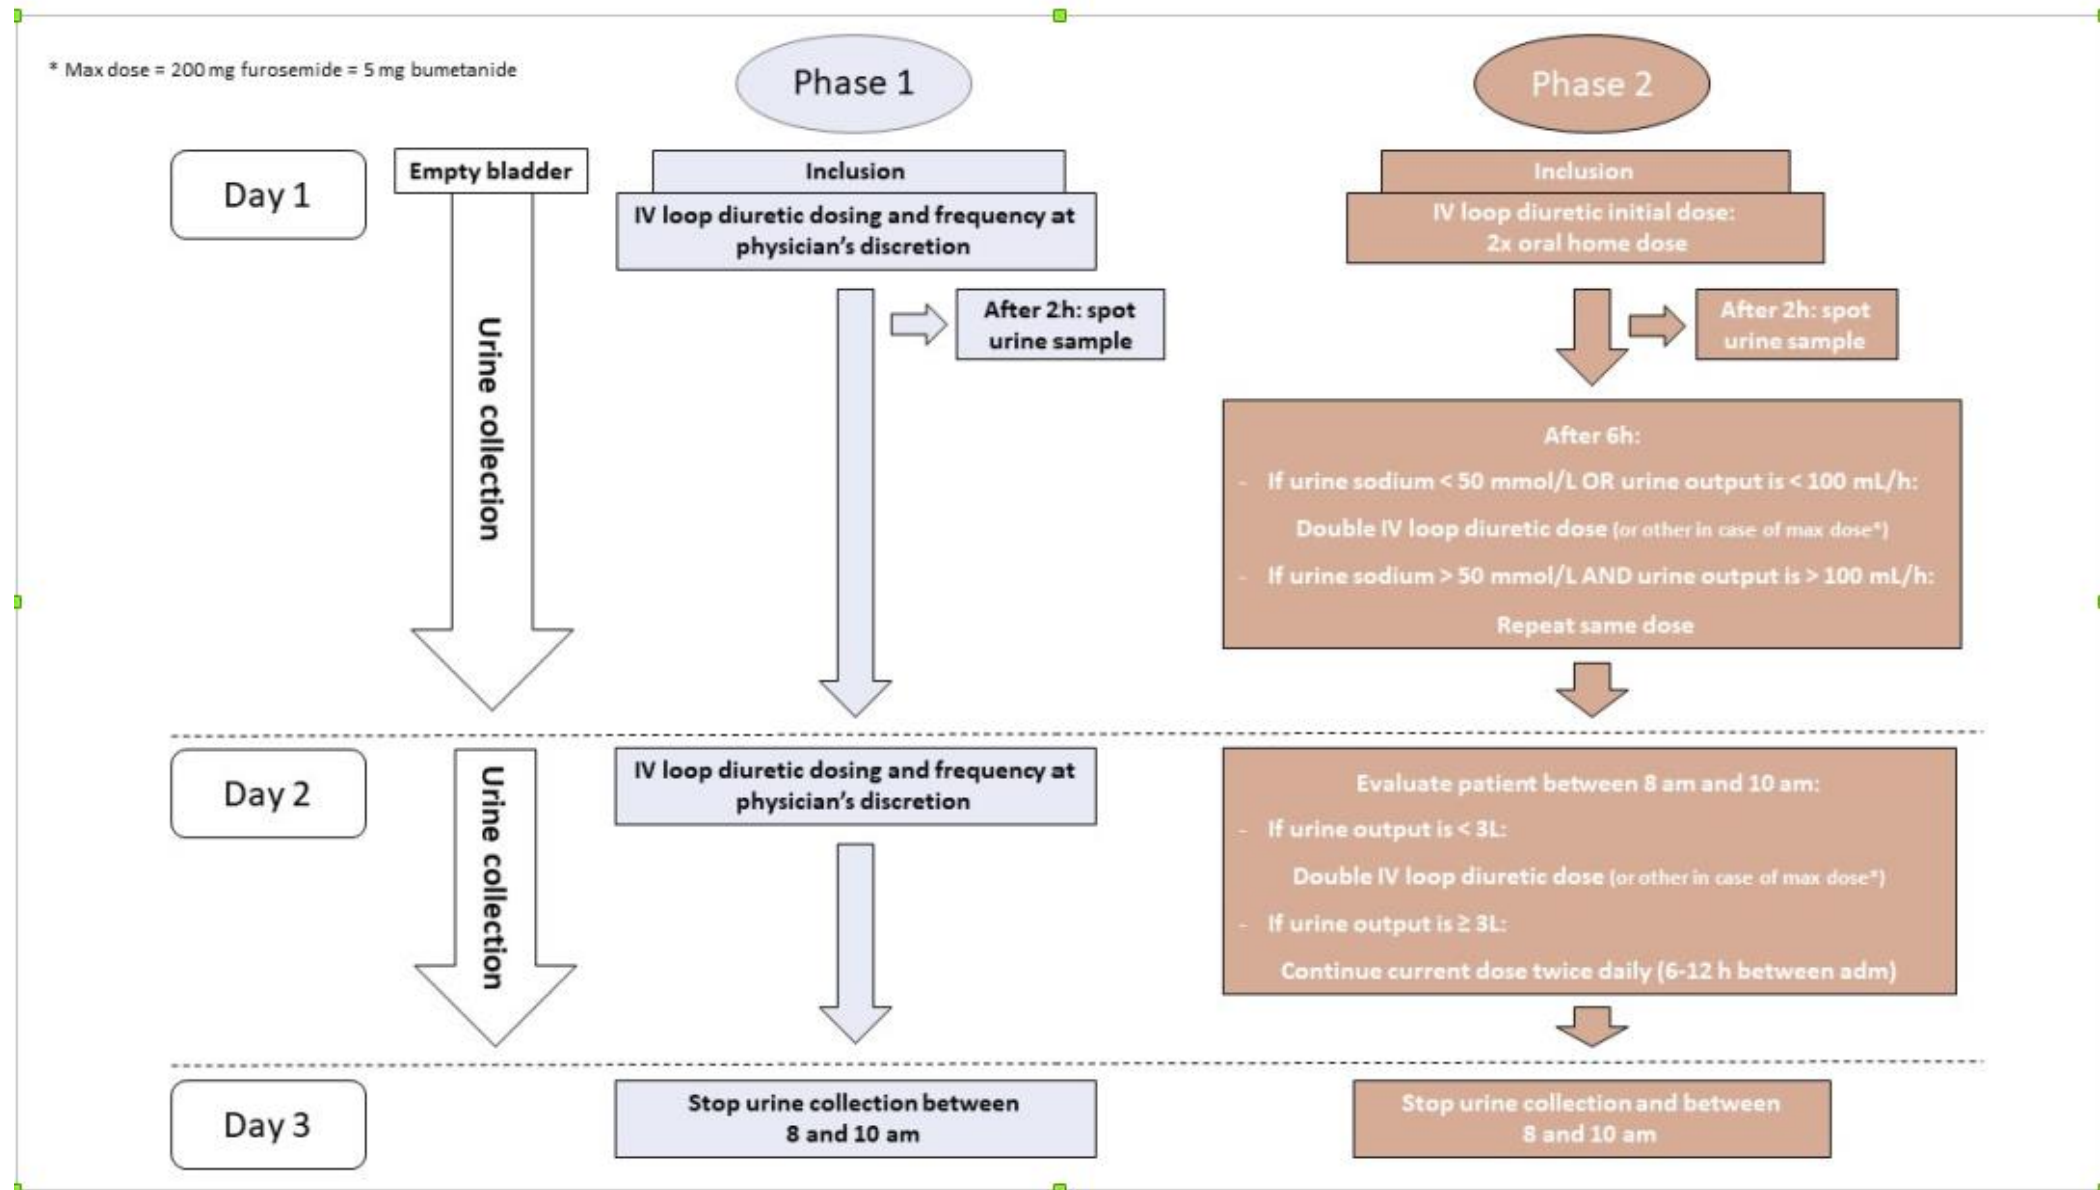 * Max dose = 200 mg furosemide = 5 mg bumetanide
Phase 1
Phase 2
Day 1
Empty bladder
Urine collection
Inclusion
IV loop diuretic dosing and frequency at
physician's discretion
After 2h: spot
urine sample
Inclusion
IV loop diuretic initial dose:
2x oral home dose
After 2h: spot
urine sample
After 6h:
- If urine sodium < 50 mmol/L OR urine output is < 100 mL/h:
Double IV loop diuretic dose (or other in case of max dose*)
- If urine sodium > 50 mmol/L AND urine output is > 100 mL/h:
Repeat same dose
Day 2
Urine collection
IV loop diuretic dosing and frequency at
physician's discretion
Evaluate patient between 8 am and 10 am:
- If urine output is < 3L:
Double IV loop diuretic dose (or other in case of max dose*)
- If urine output is ≥ 3L:
Continue current dose twice daily (6-12 h between adm)
Day 3
Stop urine collection between
8 and 10 am
Stop urine collection and between
8 and 10 am